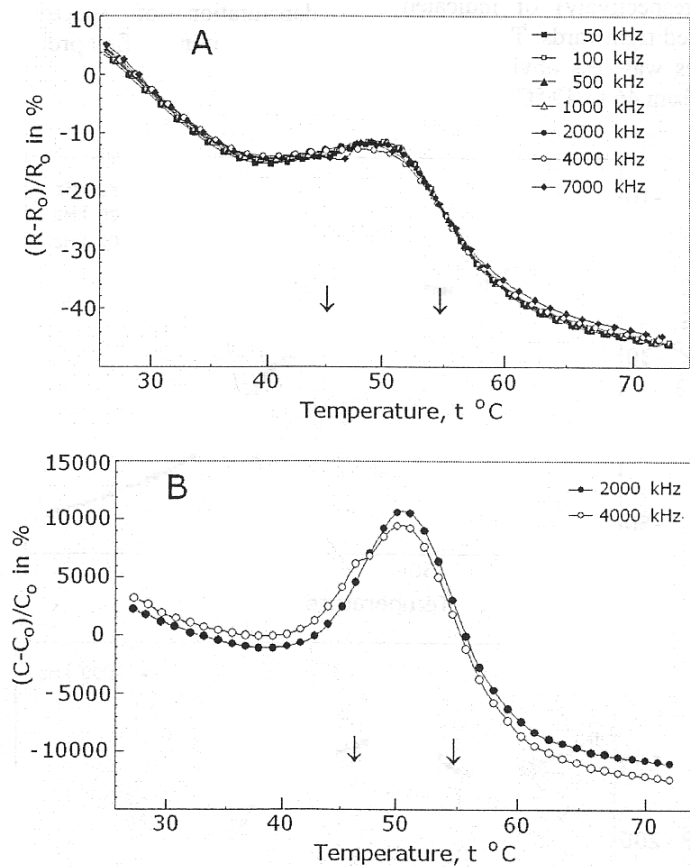 A
50 kHz
100 kHz
500 kHz
1000 kHz
2000 kHz
4000 kHz
7000 kHz
10
0
-10
-20
-30
-40
(R-Ro)/Ro in %
30 40 50 60 70
Temperature, t °C
B
2000 kHz
4000 kHz
15000
10000
5000
0
-5000
-10000
(C-Co)/Co in %
30 40 50 60 70
Temperature, t °C